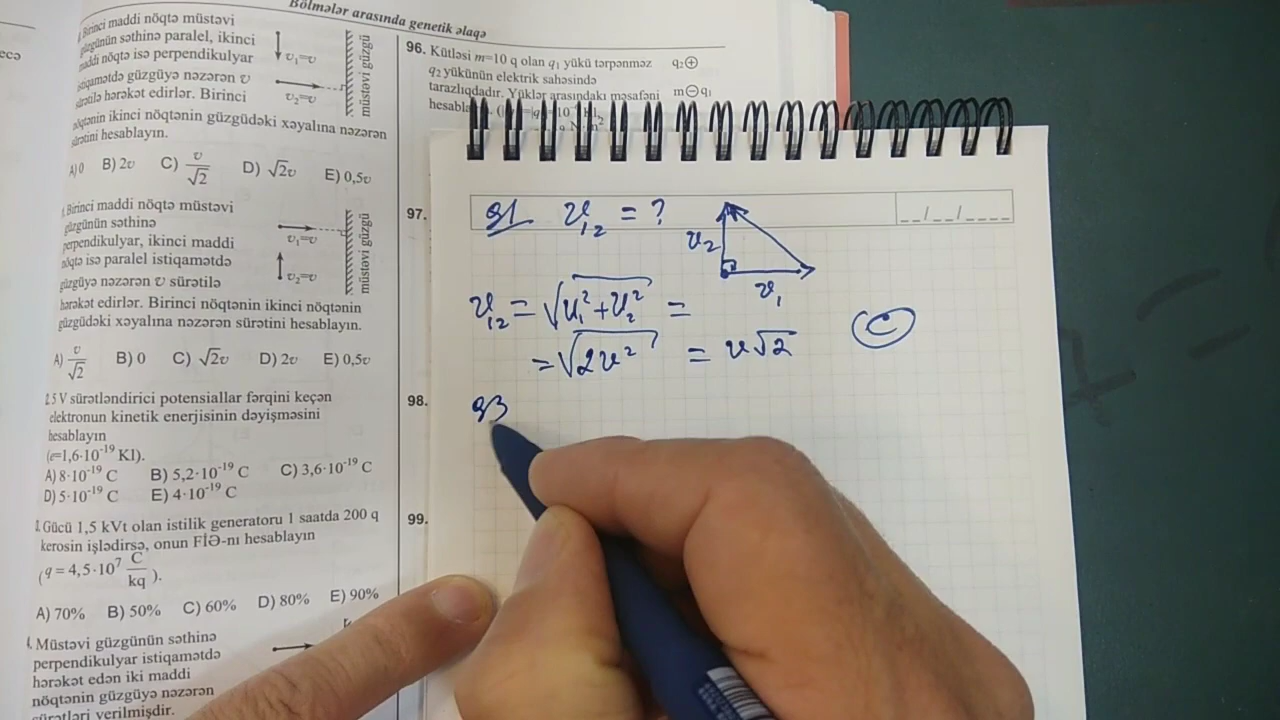 Bölmələr arasında genetik əlaqə
Birinci maddi nöqtə müstəvi
güzgünün səthinə paralel, ikinci
maddi nöqtə isə perpendikulyar
istiqamətdə güzgüyə nəzərən υ
sürətilə hərəkət edirlər. Birinci
nöqtənin ikinci nöqtənin güzgüdəki xəyalına nəzərən
sürətini hesablayın.
υ₁=υ
υ₂=υ
müstəvi güzgü
A) 0 B) 2υ C) υ/√2 D) √2υ E) 0,5υ
Birinci maddi nöqtə müstəvi
güzgünün səthinə
perpendikulyar, ikinci maddi
nöqtə isə paralel istiqamətdə
güzgüyə nəzərən υ sürətilə
hərəkət edirlər. Birinci nöqtənin ikinci nöqtənin
güzgüdəki xəyalına nəzərən sürətini hesablayın.
υ₁=υ
υ₂=υ
müstəvi güzgü
A) υ/√2 B) 0 C) √2υ D) 2υ E) 0,5υ
2,5 V sürətləndirici potensiallar fərqini keçən
elektronun kinetik enerjisinin dəyişməsini
hesablayın
(e=1,6·10⁻¹⁹ Kl).
A) 8·10⁻¹⁹ C B) 5,2·10⁻¹⁹ C C) 3,6·10⁻¹⁹ C
D) 5·10⁻¹⁹ C E) 4·10⁻¹⁹ C
Gücü 1,5 kVt olan istilik generatoru 1 saatda 200 q
kerosin işlədirsə, onun FİƏ-nı hesablayın
(q = 4,5·10⁷ C/kq).
A) 70% B) 50% C) 60% D) 80% E) 90%
Müstəvi güzgünün səthinə
perpendikulyar istiqamətdə
hərəkət edən iki maddi
nöqtənin güzgüyə nəzərən
sürətləri verilmişdir.
96. Kütləsi m=10 q olan q₁ yükü tərpənməz
q₂ yükünün elektrik sahəsində
tarazlıqdadır. Yüklər arasındakı məsafəni
q₂⊕
m⊖q₁
97.
98.
99.
91 υ₁₂ = ?
υ₂
υ₁
υ₁₂ = √υ₁²+υ₂² =
= √2υ² = υ√2
C
93